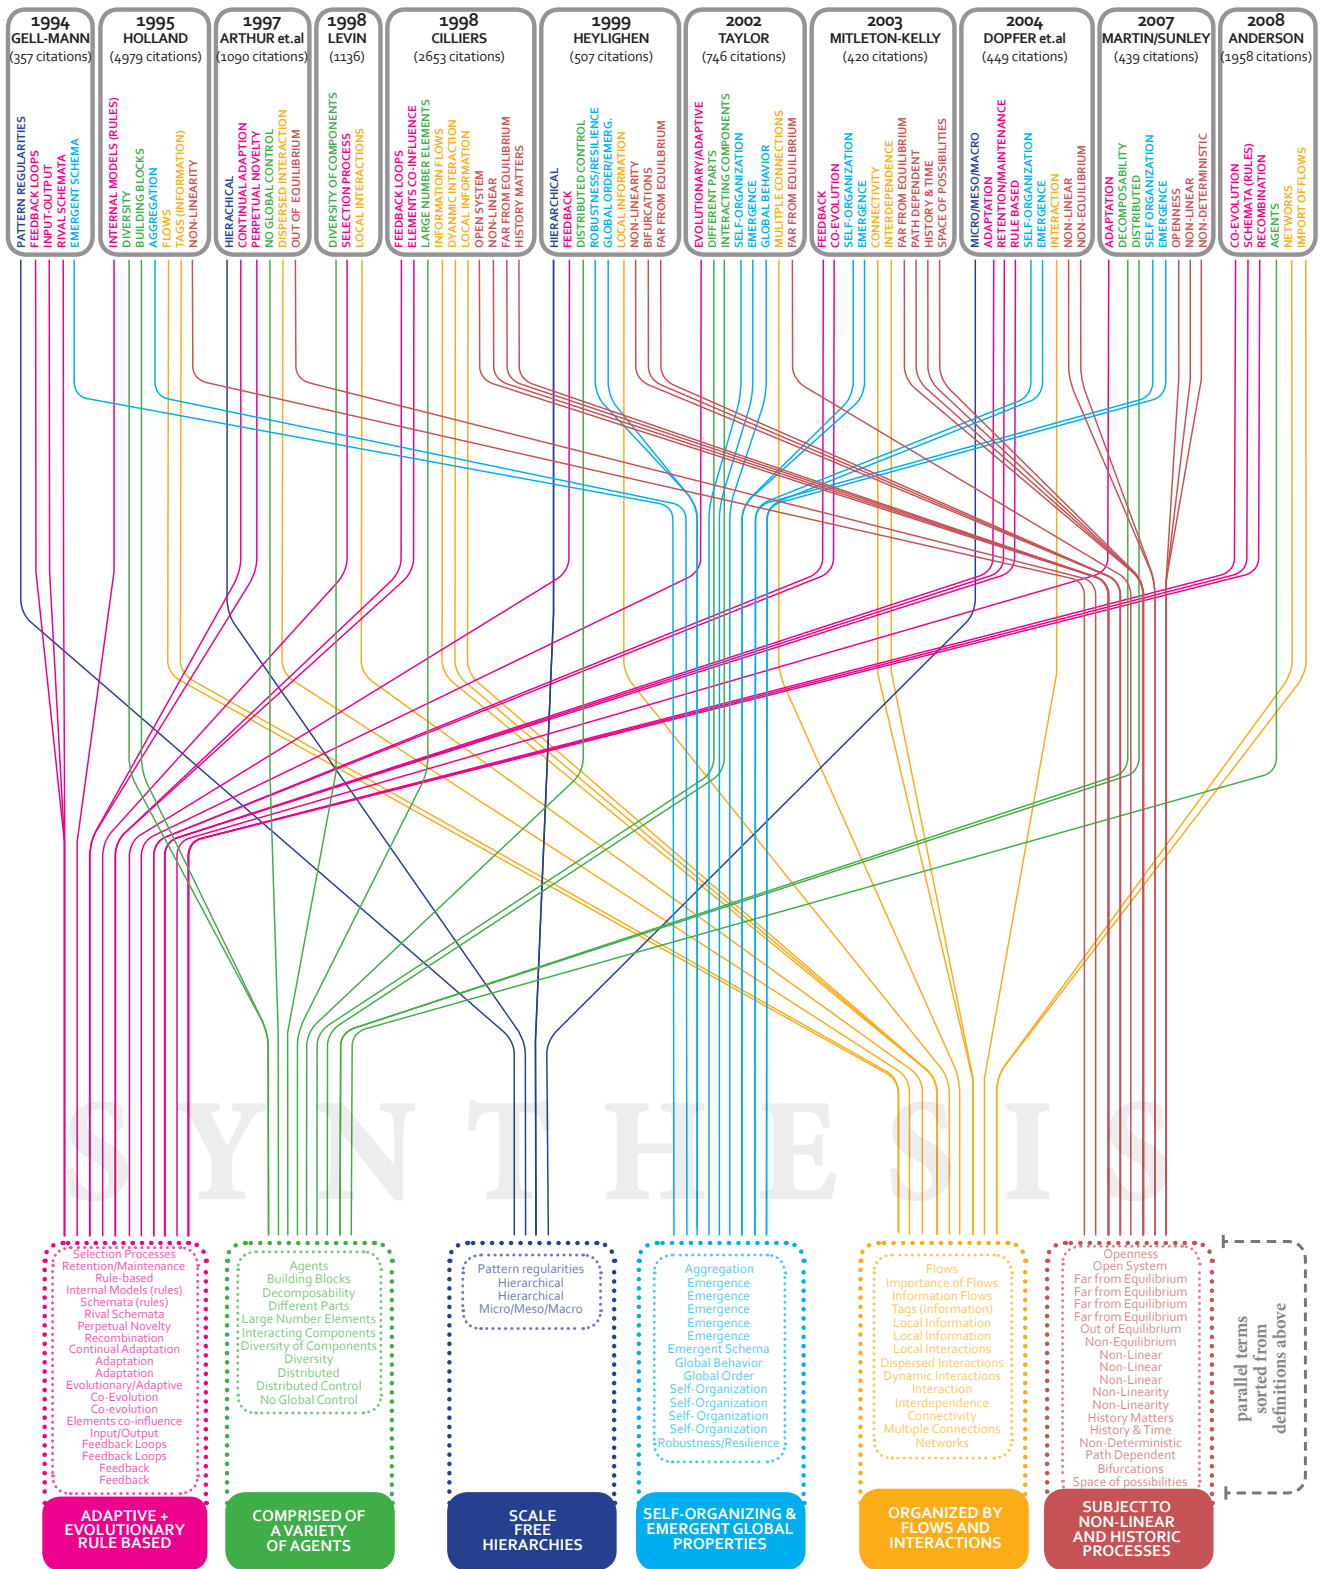 1994
GELL-MANN
(357 citations)
PATTERN REGULARITIES
FEEDBACK LOOPS
INPUT-OUTPUT
RIVAL SCHEMATA
EMERGENT SCHEMA
1995
HOLLAND
(4979 citations)
INTERNAL MODELS (RULES)
DIVERSITY
BUILDING BLOCKS
AGGREGATION
FLOWS
TAGS (INFORMATION)
NON-LINEARITY
1997
ARTHUR et.al
(1090 citations)
HIERACHICAL
CONTINUAL ADAPTION
PERPETUAL NOVELTY
NO GLOBAL CONTROL
DISPERSED INTERACTION
OUT OF EQUILIBRIUM
1998
LEVIN
(1136)
DIVERSITY OF COMPONENTS
SELECTION PROCESS
LOCAL INTERACTIONS
1998
CILLIERS
(2653 citations)
FEEDBACK LOOPS
ELEMENTS CO-INFLUENCE
LARGE NUMBER ELEMENTS
INFORMATION FLOWS
DYANMIC INTERACTION
LOCAL INFORMATION
OPEN SYSTEM
NON-LINEAR
FAR FROM EQUILIBRIUM
HISTORY MATTERS
1999
HEYLIGHEN
(507 citations)
HIERARCHICAL
FEEDBACK
DISTRIBUTED CONTROL
ROBUSTNESS/RESILIENCE
GLOBAL ORDER/EMERG.
LOCAL INFORMATION
NON-LINEARITY
BIFURCATIONS
FAR FROM EQUILIBRIUM
2002
TAYLOR
(746 citations)
EVOLUTIONARY/ADAPTIVE
DIFFERENT PARTS
INTERACTING COMPONENTS
SELF-ORGANIZATION
EMERGENCE
GLOBAL BEHAVIOR
MULITPLE CONNECTIONS
FAR FROM EQUILIBRIUM
2003
MITLETON-KELLY
(420 citations)
FEEDBACK
CO-EVOLUTION
SELF-ORGANIZATION
EMERGENCE
CONNECTIVITY
INTERDEPENDENCE
FAR FROM EQUILIBRIUM
PATH DEPENDENT
HISTORY & TIME
SPACE OF POSSIBILITIES
2004
DOPFER et.al
(449 citations)
MICRO/MESO/MACRO
ADAPTATION
RETENTION/MAINTENANCE
RULE BASED
SELF-ORGANIZATION
EMERGENCE
INTERACTION
NON-LINEAR
NON-EQUILIBRIUM
2007
MARTIN/SUNLEY
(439 citations)
ADAPTATION
DECOMPOSABILITY
DISTRIBUTED
SELF ORGANIZATION
EMERGENCE
OPENNESS
NON-LINEAR
NON-DETERMINISTIC
2008
ANDERSON
(1958 citations)
CO-EVOLUTION
SCHEMATA (RULES)
RECOMBINATION
AGENTS
NETWORKS
IMPORT OF FLOWS
SYNTHESIS
Selection Processes
Retention/Maintenance
Rule-based
Internal Models (rules)
Schemata (rules)
Rival Schemata
Perpetual Novelty
Recombination
Continual Adaptation
Adaptation
Adaptation
Evolutionary/Adaptive
Co-Evolution
Co-evolution
Elements co-influence
Input/Output
Feedback Loops
Feedback Loops
Feedback
Feedback
ADAPTIVE +
EVOLUTIONARY
RULE BASED
Agents
Building Blocks
Decomposability
Different Parts
Large Number Elements
Interacting Components
Diversity of Components
Diversity
Distributed
Distributed Control
No Global Control
COMPRISED OF
A VARIETY
OF AGENTS
Pattern regularities
Hierarchical
Hierarchical
Micro/Meso/Macro
SCALE
FREE
HIERARCHIES
Aggregation
Emergence
Emergence
Emergence
Emergence
Emergence
Emergent Schema
Global Behavior
Global Order
Self-Organization
Self-Organization
Self- Organization
Self-Organization
Robustness/Resilience
SELF-ORGANIZING &
EMERGENT GLOBAL
PROPERTIES
Flows
Importance of Flows
Information Flows
Tags (Information)
Local Information
Local Information
Local Interactions
Dispersed Interactions
Dynamic Interactions
Interaction
Interdependence
Connectivity
Multiple Connections
Networks
ORGANIZED BY
FLOWS AND
INTERACTIONS
Openness
Open System
Far from Equilibrium
Far from Equilibrium
Far from Equilibrium
Far from Equilibrium
Out of Equilibrium
Non-Equilibrium
Non-Linear
Non-Linear
Non-Linear
Non-Linearity
Non-Linearity
History Matters
History & Time
Non-Deterministic
Path Dependent
Bifurcations
Space of possibilities
SUBJECT TO
NON-LINEAR
AND HISTORIC
PROCESSES
parallel terms
sorted from
definitions above